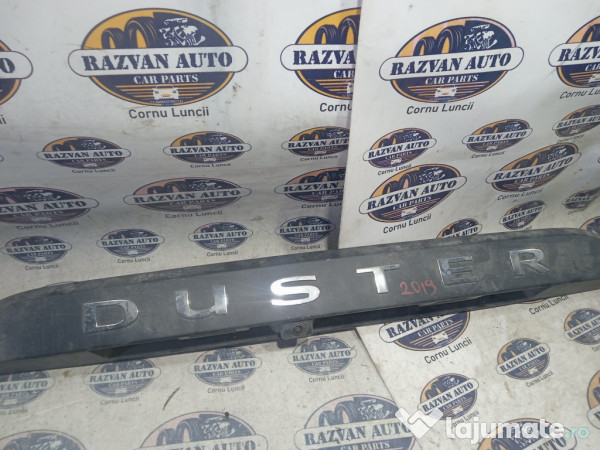 RAZVAN AUTO
CAR PARTS
Cornu Luncii
DUSTER
2019
lajumate.ro